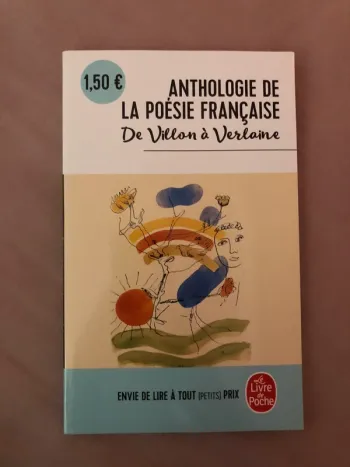 1,50 €
ANTHOLOGIE DE
LA POÉSIE FRANÇAISE
De Villon à Verlaine
ENVIE DE LIRE À TOUT (PETITS) PRIX
Le
Livre
de
Poche